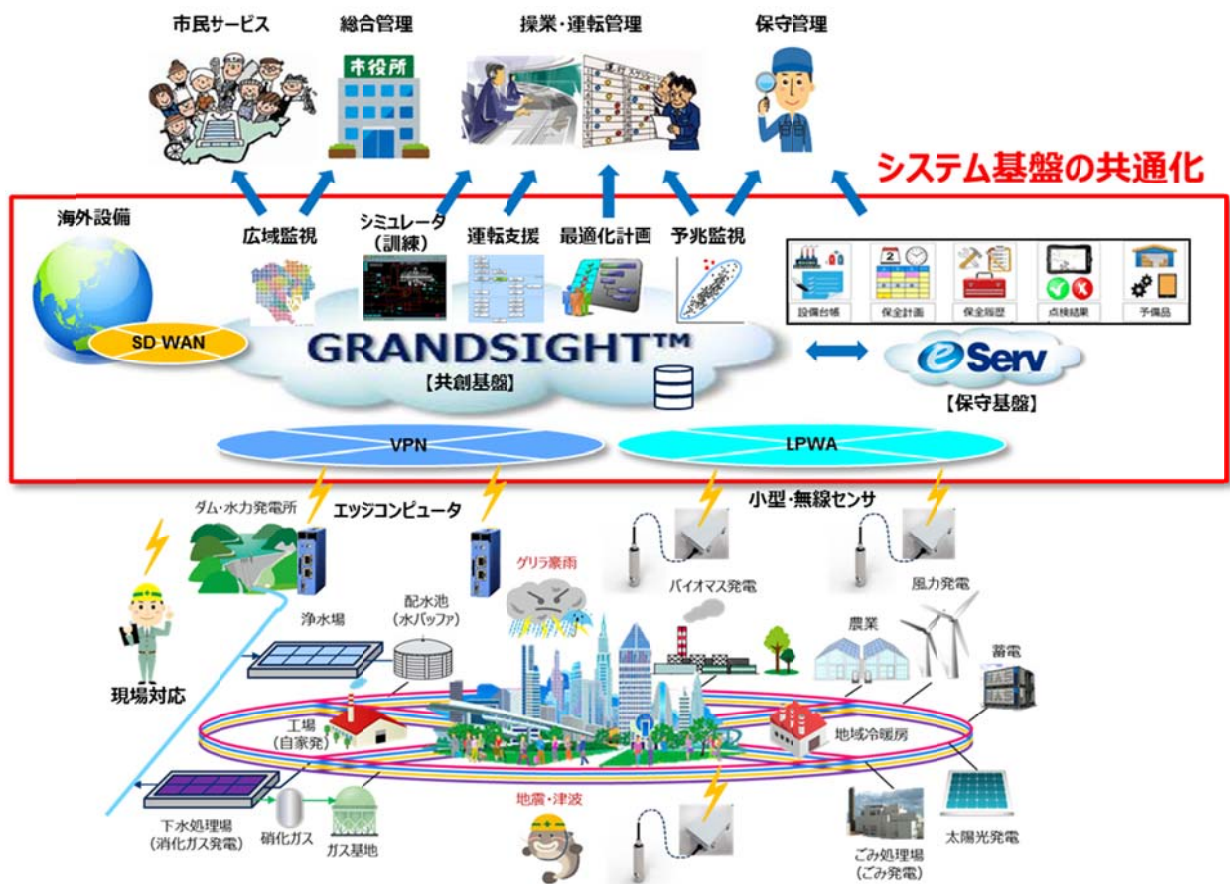 市民サービス
総合管理
操業・運転管理
保守管理
市役所
システム基盤の共通化
海外設備
広域監視
シミュレータ
(訓練)
運転支援
最適化計画
予兆監視
2
設備台帳
保全計画
保全履歴
点検結果
予備品
SD WAN
GRANDSIGHT™
【共創基盤】
eServ
【保守基盤】
VPN
LPWA
ダム・水力発電所
エッジコンピュータ
小型・無線センサ
ゲリラ豪雨
バイオマス発電
風力発電
浄水場
配水池
(水バッファ)
農業
蓄電
現場対応
工場
(自家発)
地域冷暖房
下水処理場
(消化ガス発電)
硝化ガス
ガス基地
地震・津波
ごみ処理場
(ごみ発電)
太陽光発電